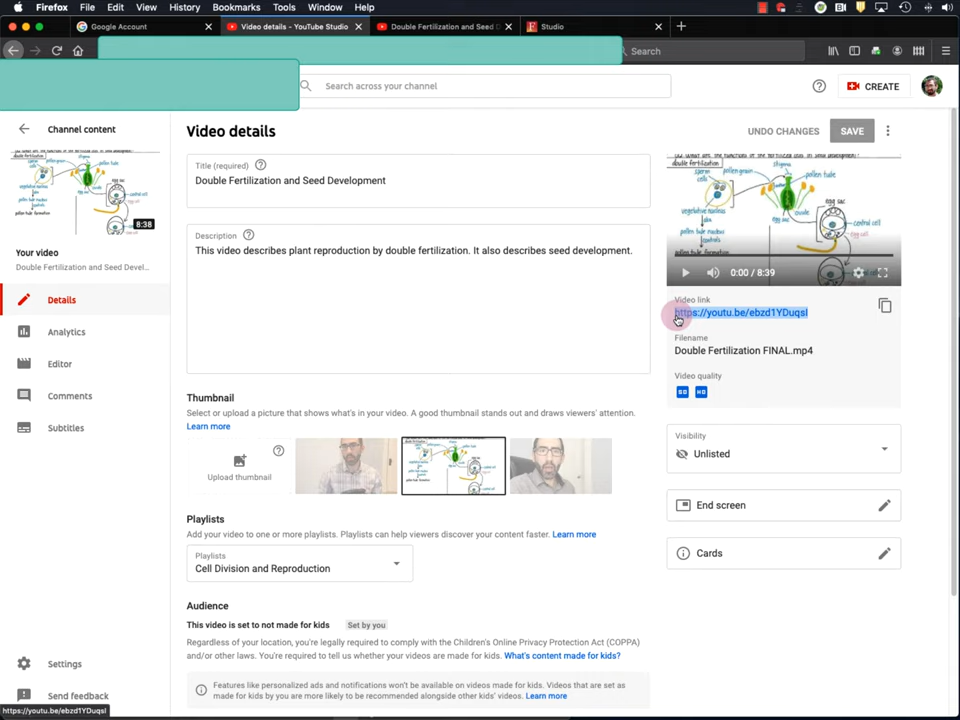 Firefox File Edit View History Bookmarks Tools Window Help
Google Account
Video details - YouTube Studio
Double Fertilization and Seed D
Studio
Search
Search across your channel
CREATE
Channel content
Video details
UNDO CHANGES
SAVE
Title (required)
Double Fertilization and Seed Development
Description
This video describes plant reproduction by double fertilization. It also describes seed development.
double fertilization
sperm cells
pollen grain
stigma
pollen tube
egg sac
ovule
central cell
egg cell
vegetative nucleus
aka
pollen tube nucleus
controls
pollen tube formation
8:38
0:00 / 8:39
Your video
Double Fertilization and Seed Devel...
Details
Analytics
Editor
Comments
Subtitles
Video link
https://youtu.be/ebzd1YDuqsI
Filename
Double Fertilization FINAL.mp4
Video quality
SD HD
Visibility
Unlisted
End screen
Cards
Thumbnail
Select or upload a picture that shows what's in your video. A good thumbnail stands out and draws viewers' attention.
Learn more
Upload thumbnail
Playlists
Add your video to one or more playlists. Playlists can help viewers discover your content faster. Learn more
Playlists
Cell Division and Reproduction
Audience
This video is set to not made for kids Set by you
Regardless of your location, you're legally required to comply with the Children's Online Privacy Protection Act (COPPA)
and/or other laws. You're required to tell us whether your videos are made for kids. What's content made for kids?
Features like personalized ads and notifications won't be available on videos made for kids. Videos that are set as
made for kids by you are more likely to be recommended alongside other kids' videos. Learn more
Settings
Send feedback
https://youtu.be/ebzd1YDuqsI